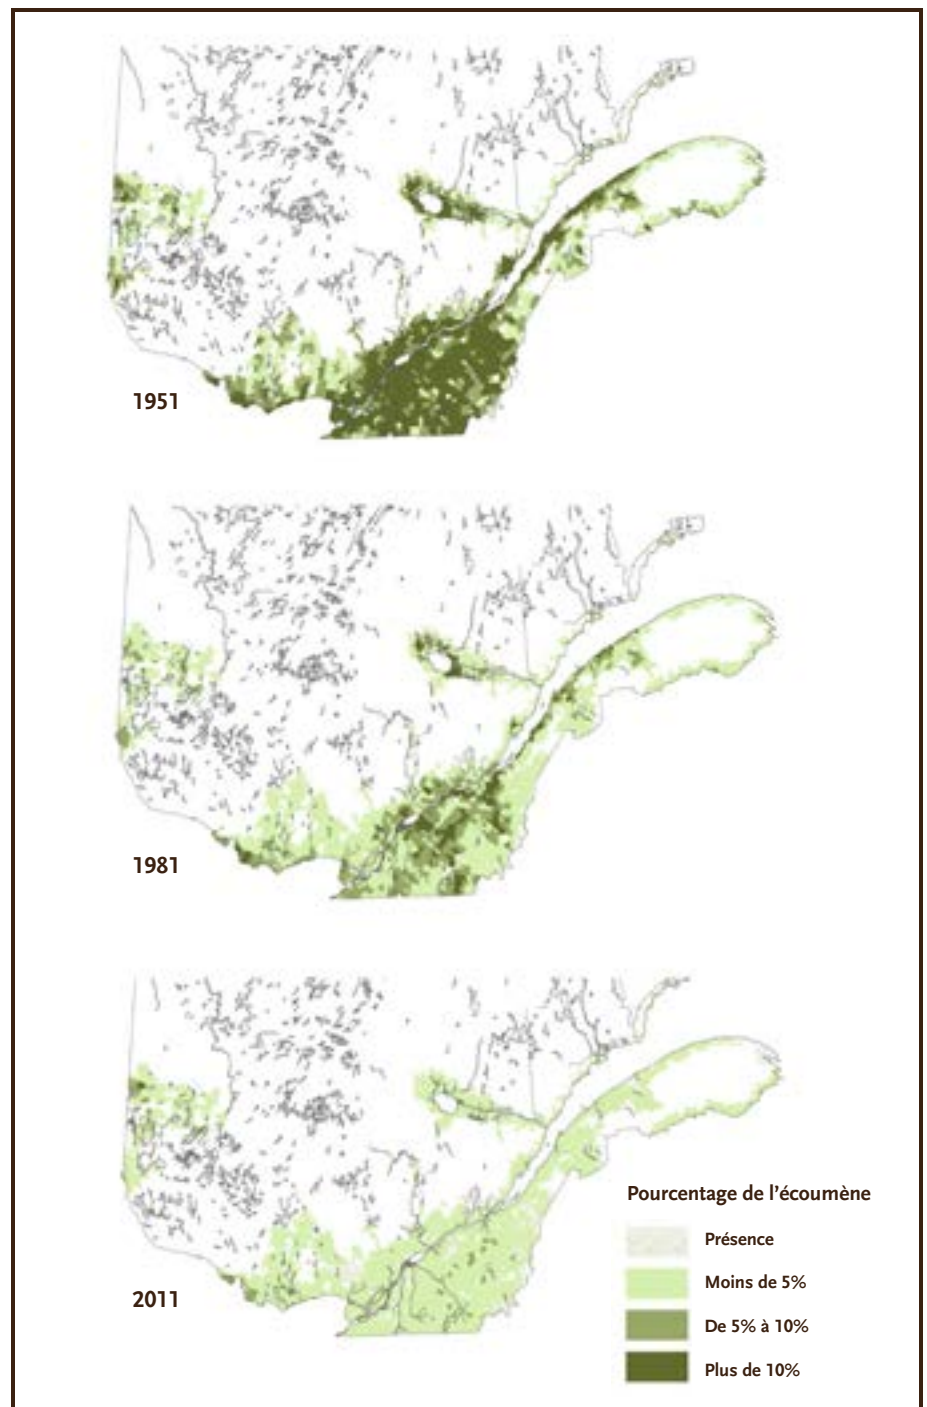 1951
1981
2011
Pourcentage de l'écoumène
Présence
Moins de 5%
De 5% à 10%
Plus de 10%